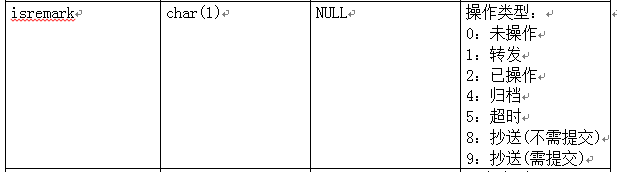 isremark char(1) NULL 操作类型：
0：未操作
1：转发
2：已操作
4：归档
5：超时
8：抄送(不需提交)
9：抄送(需提交)